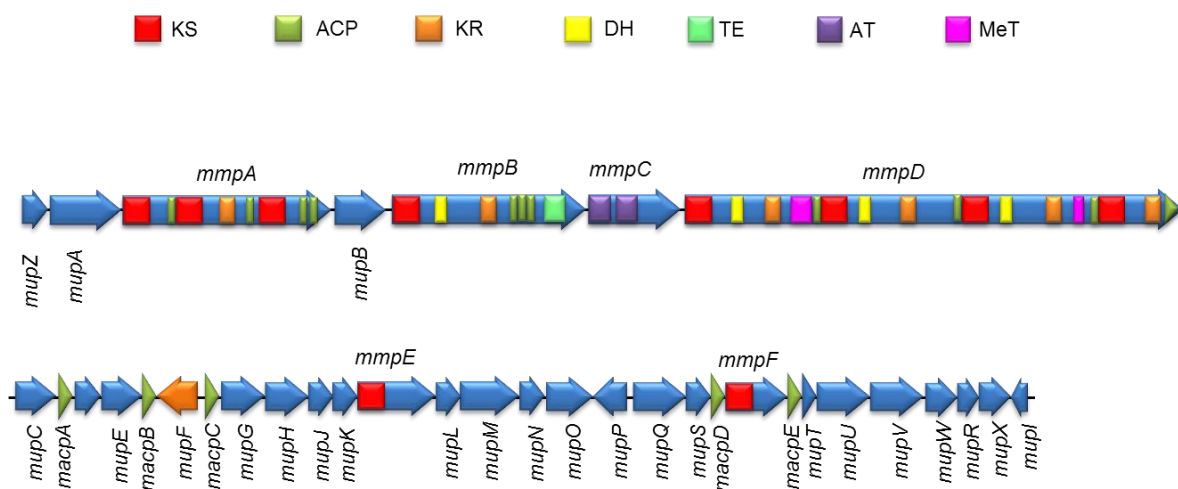 KS ACP KR DH TE AT MeT
mmpA mmpB mmpC mmpD
mupZ mupA mupB
mmpE mmpF
mupC macpA mupE macpB mupF macpC mupG mupH mupJ mupK mupL mupM mupN mupO mupP mupQ mupS macpD macpE mupT mupU mupV mupW mupR mupX mupI